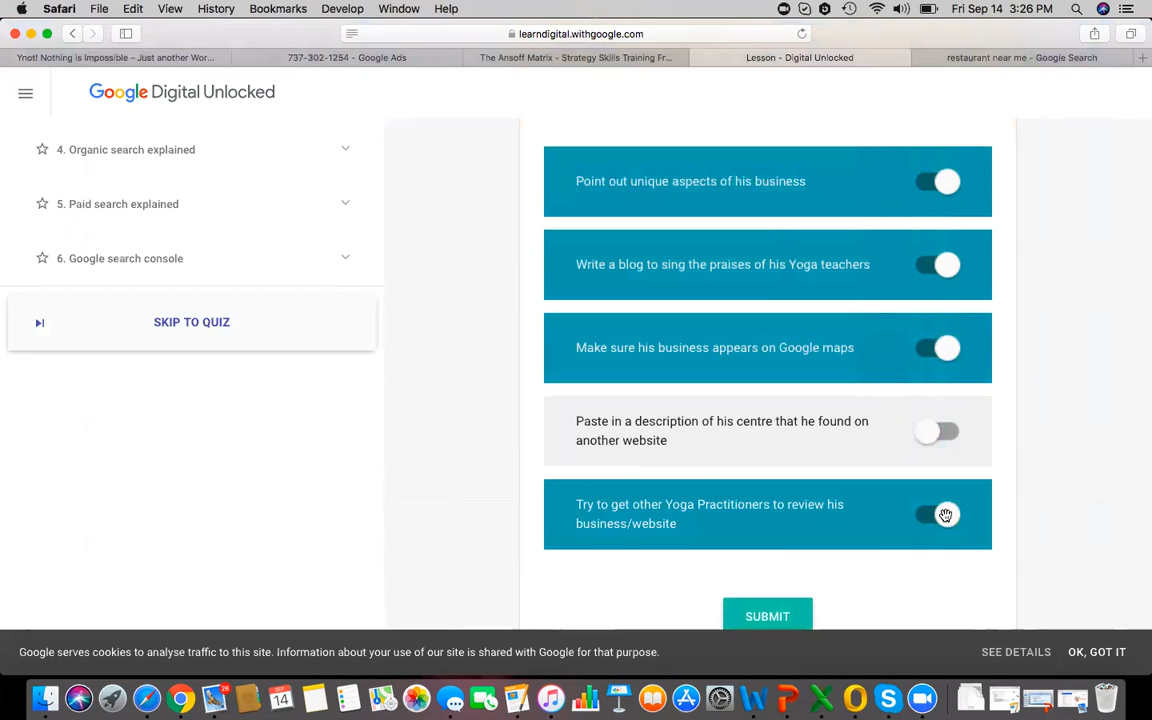 Safari File Edit View History Bookmarks Develop Window Help Fri Sep 14 3:26 PM
learndigital.withgoogle.com
Ynot! Nothing is Impossible – Just another Wor... 737-302-1254 - Google Ads The Ansoff Matrix - Strategy Skills Training Fr... Lesson - Digital Unlocked restaurant near me - Google Search
Google Digital Unlocked
4. Organic search explained
5. Paid search explained
6. Google search console
SKIP TO QUIZ
Point out unique aspects of his business
Write a blog to sing the praises of his Yoga teachers
Make sure his business appears on Google maps
Paste in a description of his centre that he found on
another website
Try to get other Yoga Practitioners to review his
business/website
SUBMIT
Google serves cookies to analyse traffic to this site. Information about your use of our site is shared with Google for that purpose. SEE DETAILS OK, GOT IT